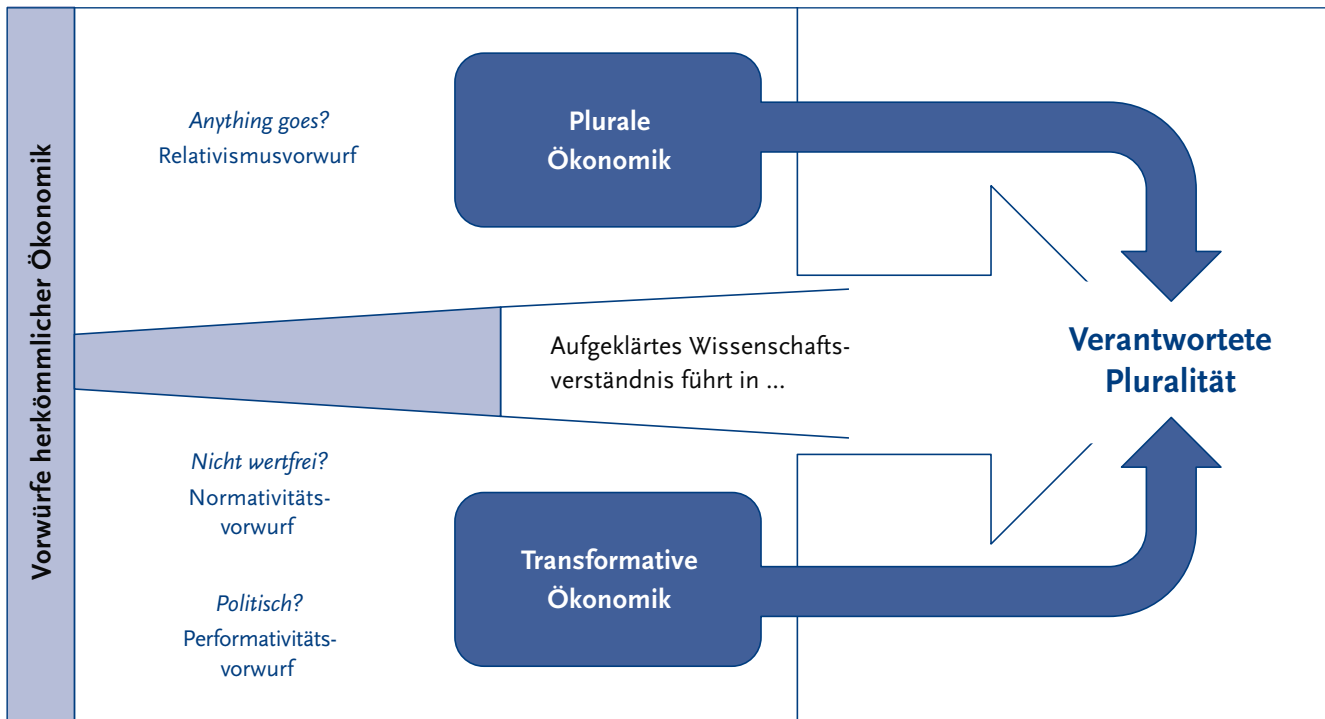 Vorwürfe herkömmlicher Ökonomik
Anything goes?
Relativismusvorwurf
Plurale
Ökonomik
Aufgeklärtes Wissenschafts-
verständnis führt in ...
Verantwortete
Pluralität
Nicht wertfrei?
Normativitäts-
vorwurf
Politisch?
Performativitäts-
vorwurf
Transformative
Ökonomik